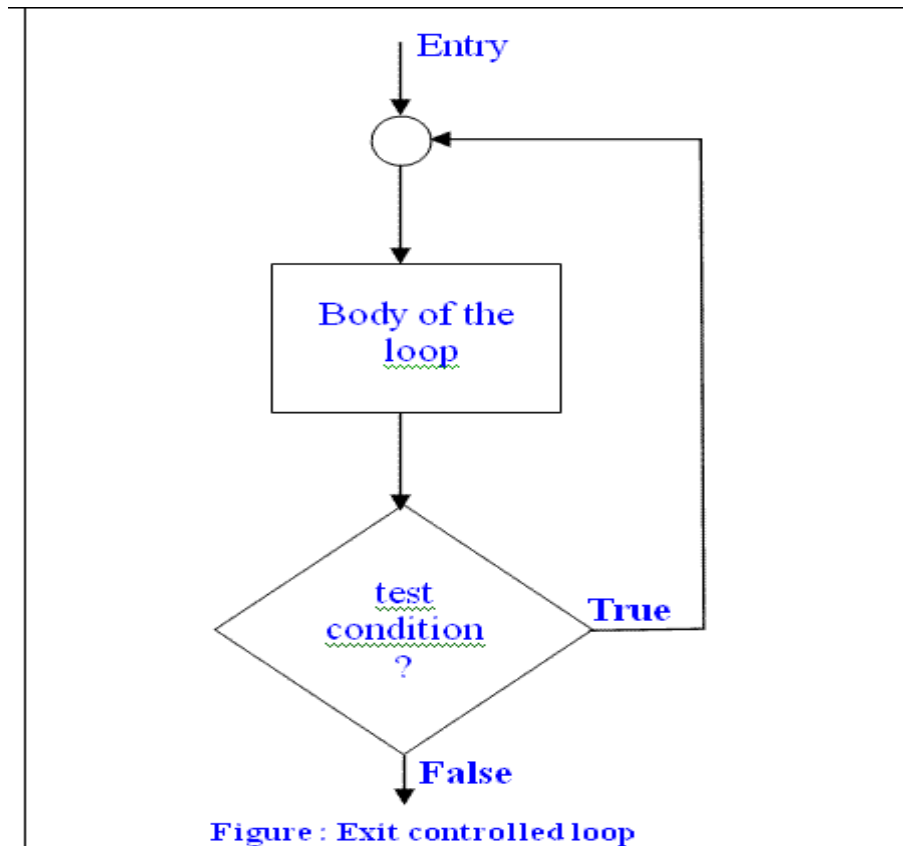 Entry
Body of the
loop
test
condition
?
True
False
Figure : Exit controlled loop